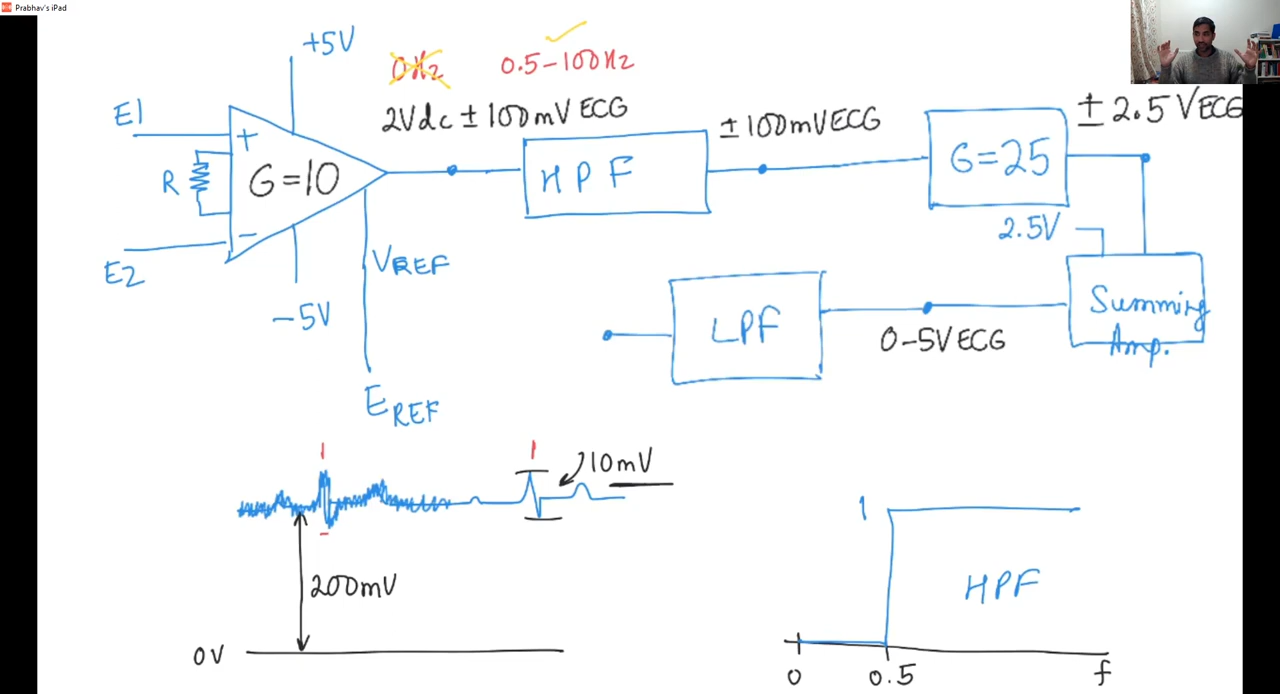 Prabhav's iPad
+5V
0Hz
0.5-100Hz
2Vdc ± 100mV ECG
± 100mV ECG
± 2.5 V ECG
E1
+
R
G=10
-
E2
-5V
VREF
EREF
HPF
G=25
2.5V
Summing
Amp.
0-5V ECG
LPF
10mV
200mV
0V
1
HPF
0
0.5
f